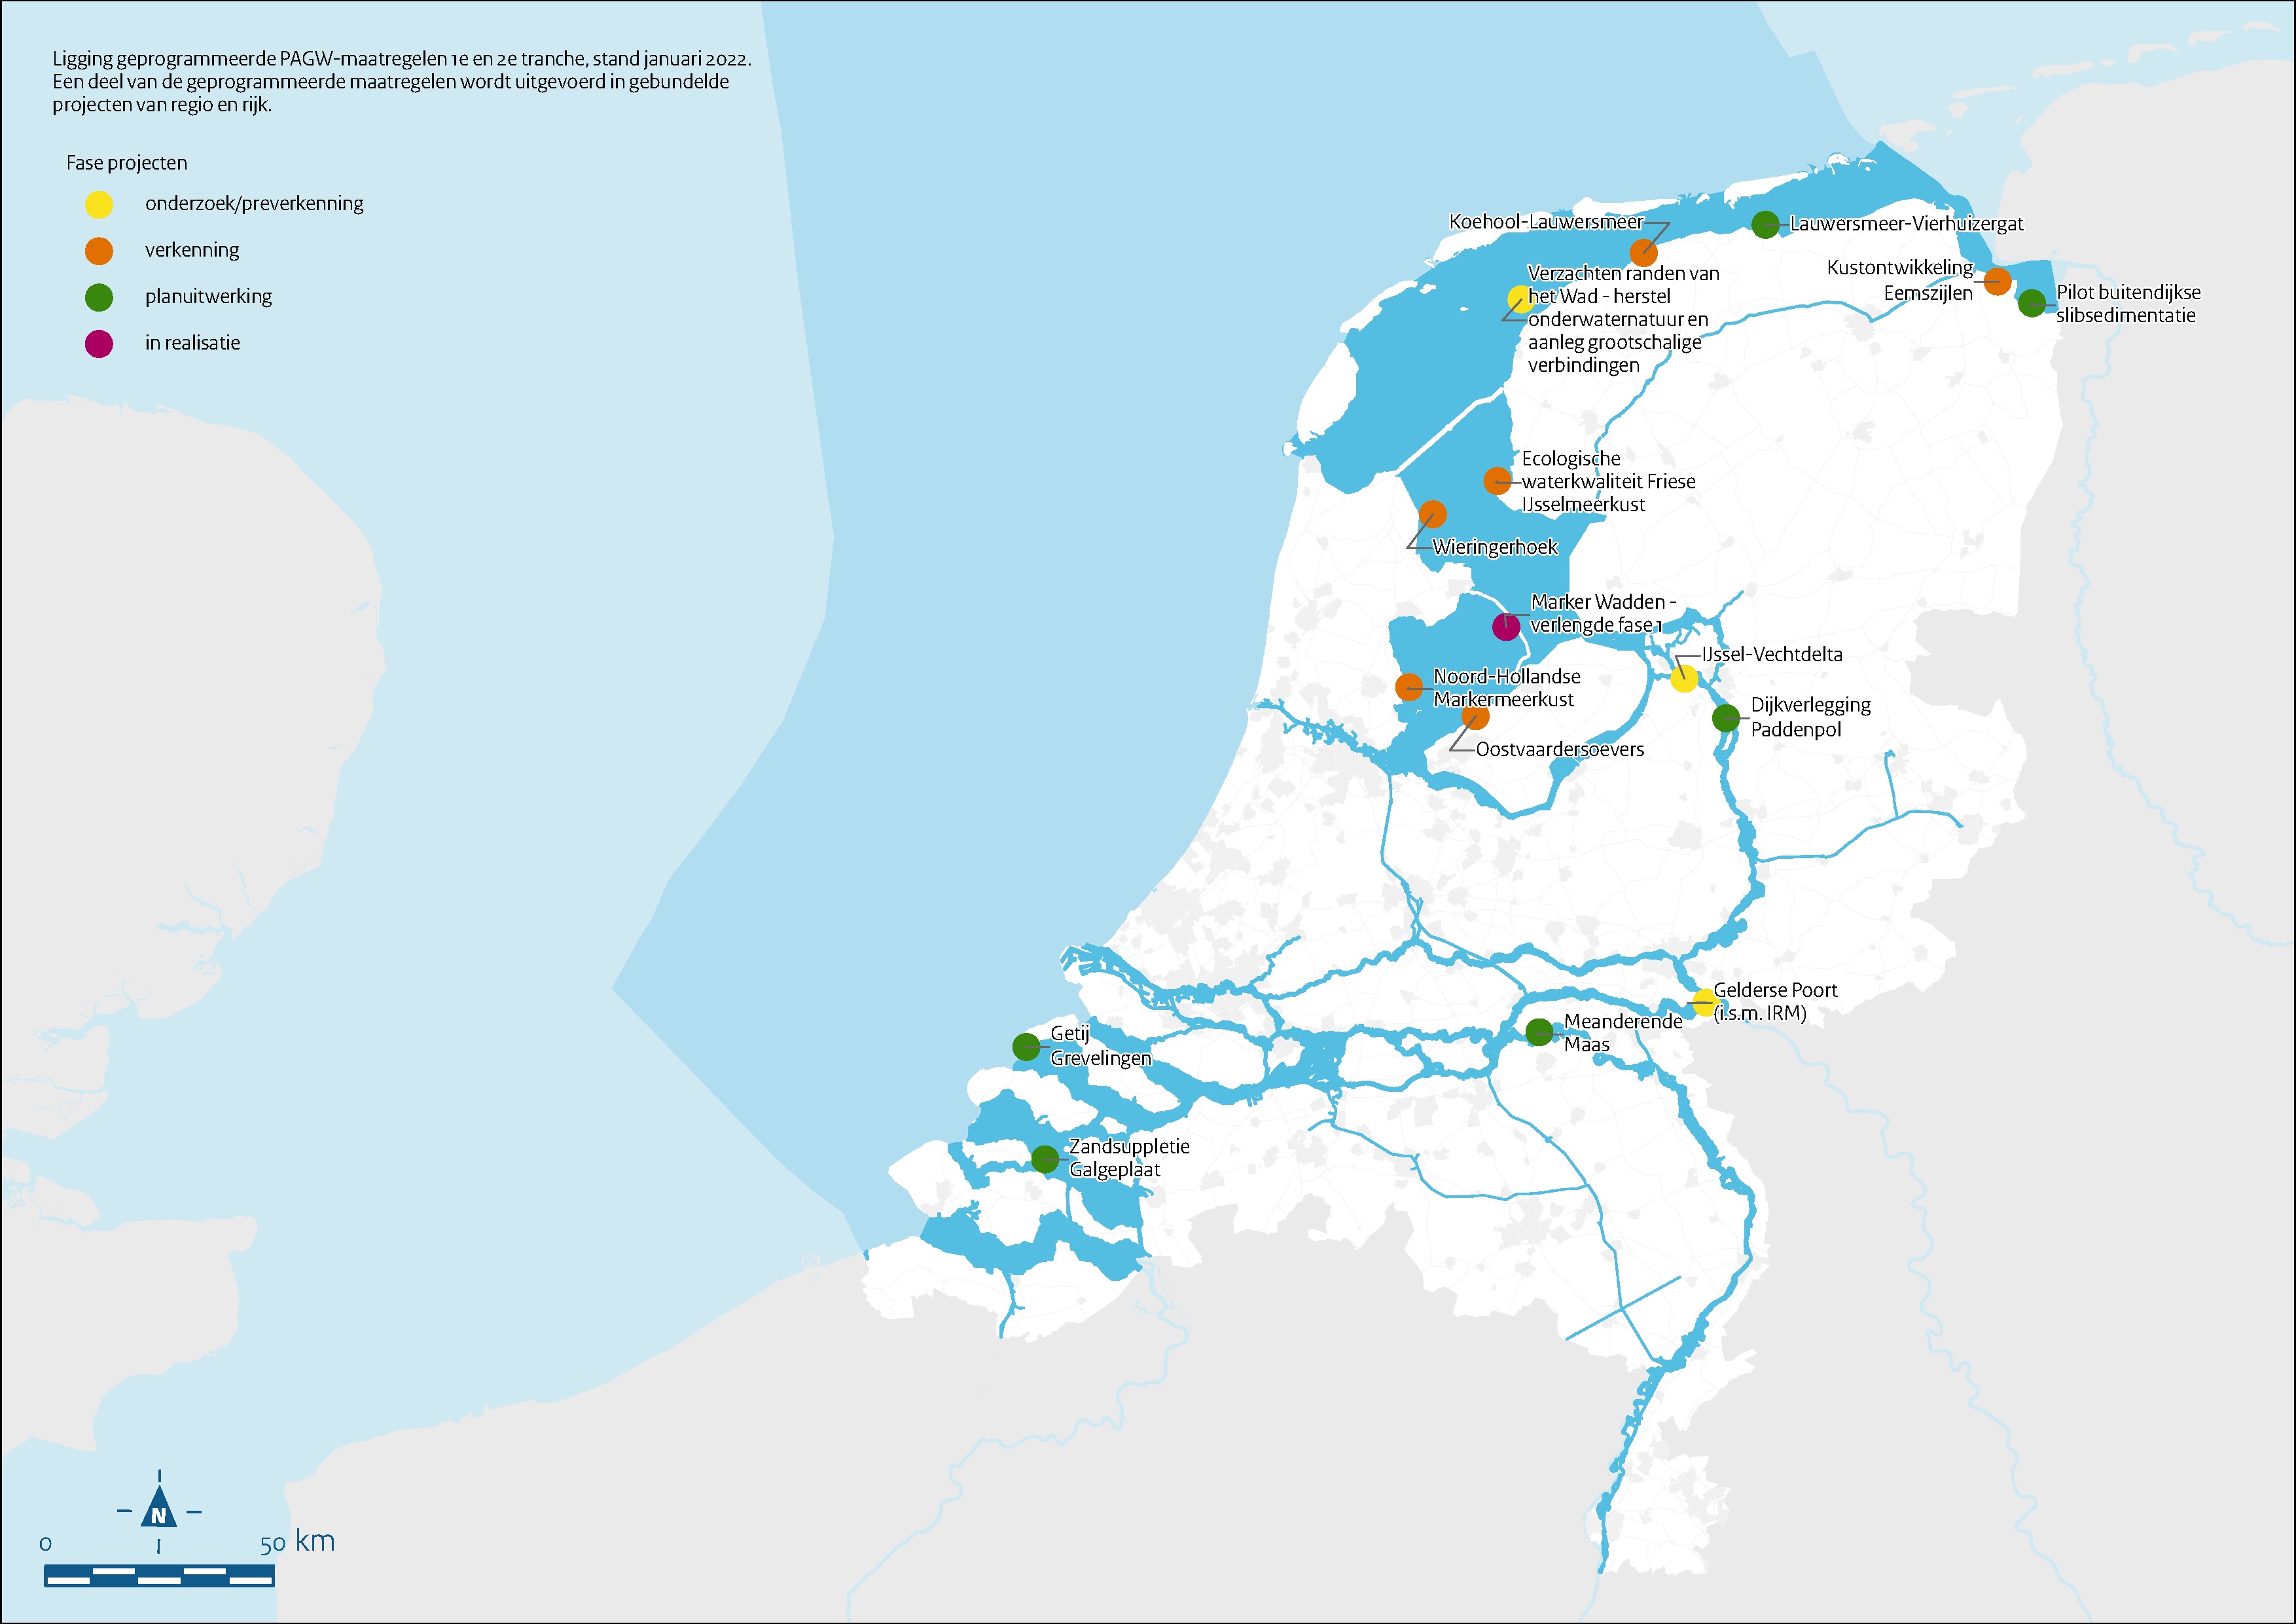 Ligging geprogrammeerde PAGW-maatregelen 1e en 2e tranche, stand januari 2022.
Een deel van de geprogrammeerde maatregelen wordt uitgevoerd in gebundelde
projecten van regio en rijk.
Fase projecten
onderzoek/preverkenning
verkenning
planuitwerking
in realisatie
Koehool-Lauwersmeer
Lauwersmeer-Vierhuizergat
Kustontwikkeling
Eemszijlen
Pilot buitendijkse
slibsedimentatie
Verzachten randen van
het Wad - herstel
onderwaternatuur en
aanleg grootschalige
verbindingen
Ecologische
waterkwaliteit Friese
IJsselmeerkust
Wieringerhoek
Marker Wadden -
verlengde fase 1
IJssel-Vechtdelta
Noord-Hollandse
Markermeerkust
Dijkverlegging
Paddenpol
Oostvaardersoevers
Gelderse Poort
(i.s.m. IRM)
Meanderende
Maas
Getij
Grevelingen
Zandsuppletie
Galgeplaat
N
0 50 km